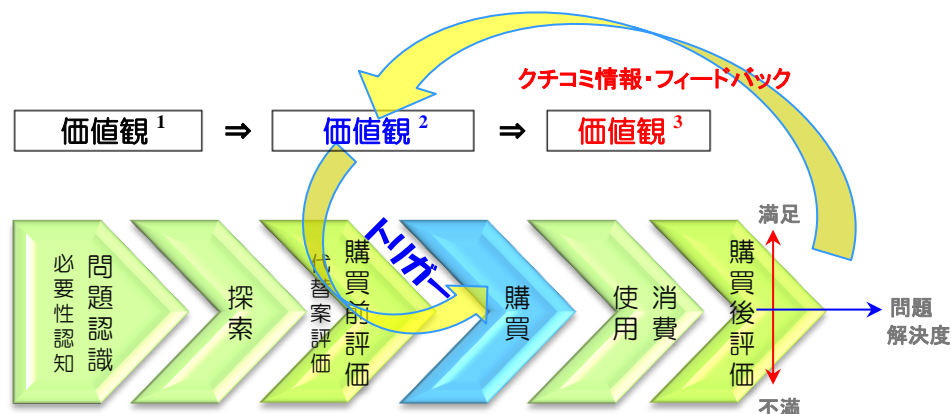 クチコミ情報・フィードバック
価値観1
⇒
価値観2
⇒
価値観3
トリガー
満足
問題認識
必要性認知
探索
購買前評価
代替案評価
購買
消費
使用
購買後評価
問題
解決度
不満